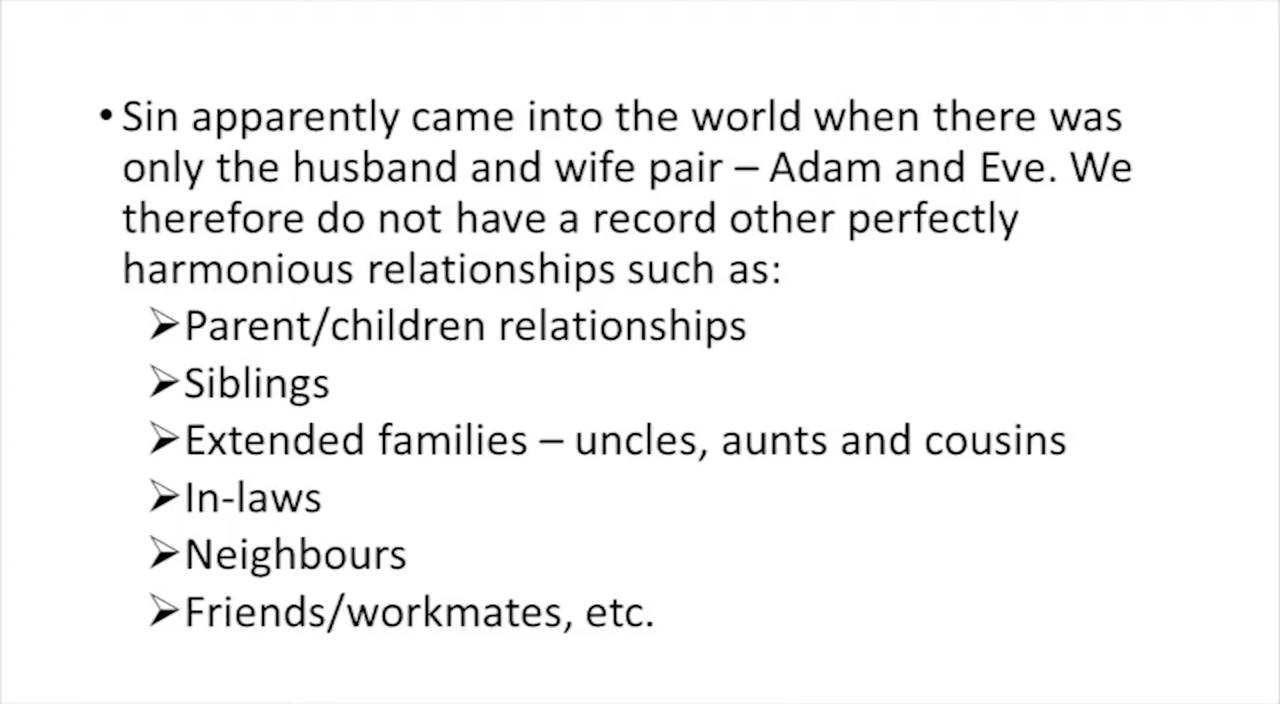 • Sin apparently came into the world when there was
only the husband and wife pair – Adam and Eve. We
therefore do not have a record other perfectly
harmonious relationships such as:
➢Parent/children relationships
➢Siblings
➢Extended families – uncles, aunts and cousins
➢In-laws
➢Neighbours
➢Friends/workmates, etc.